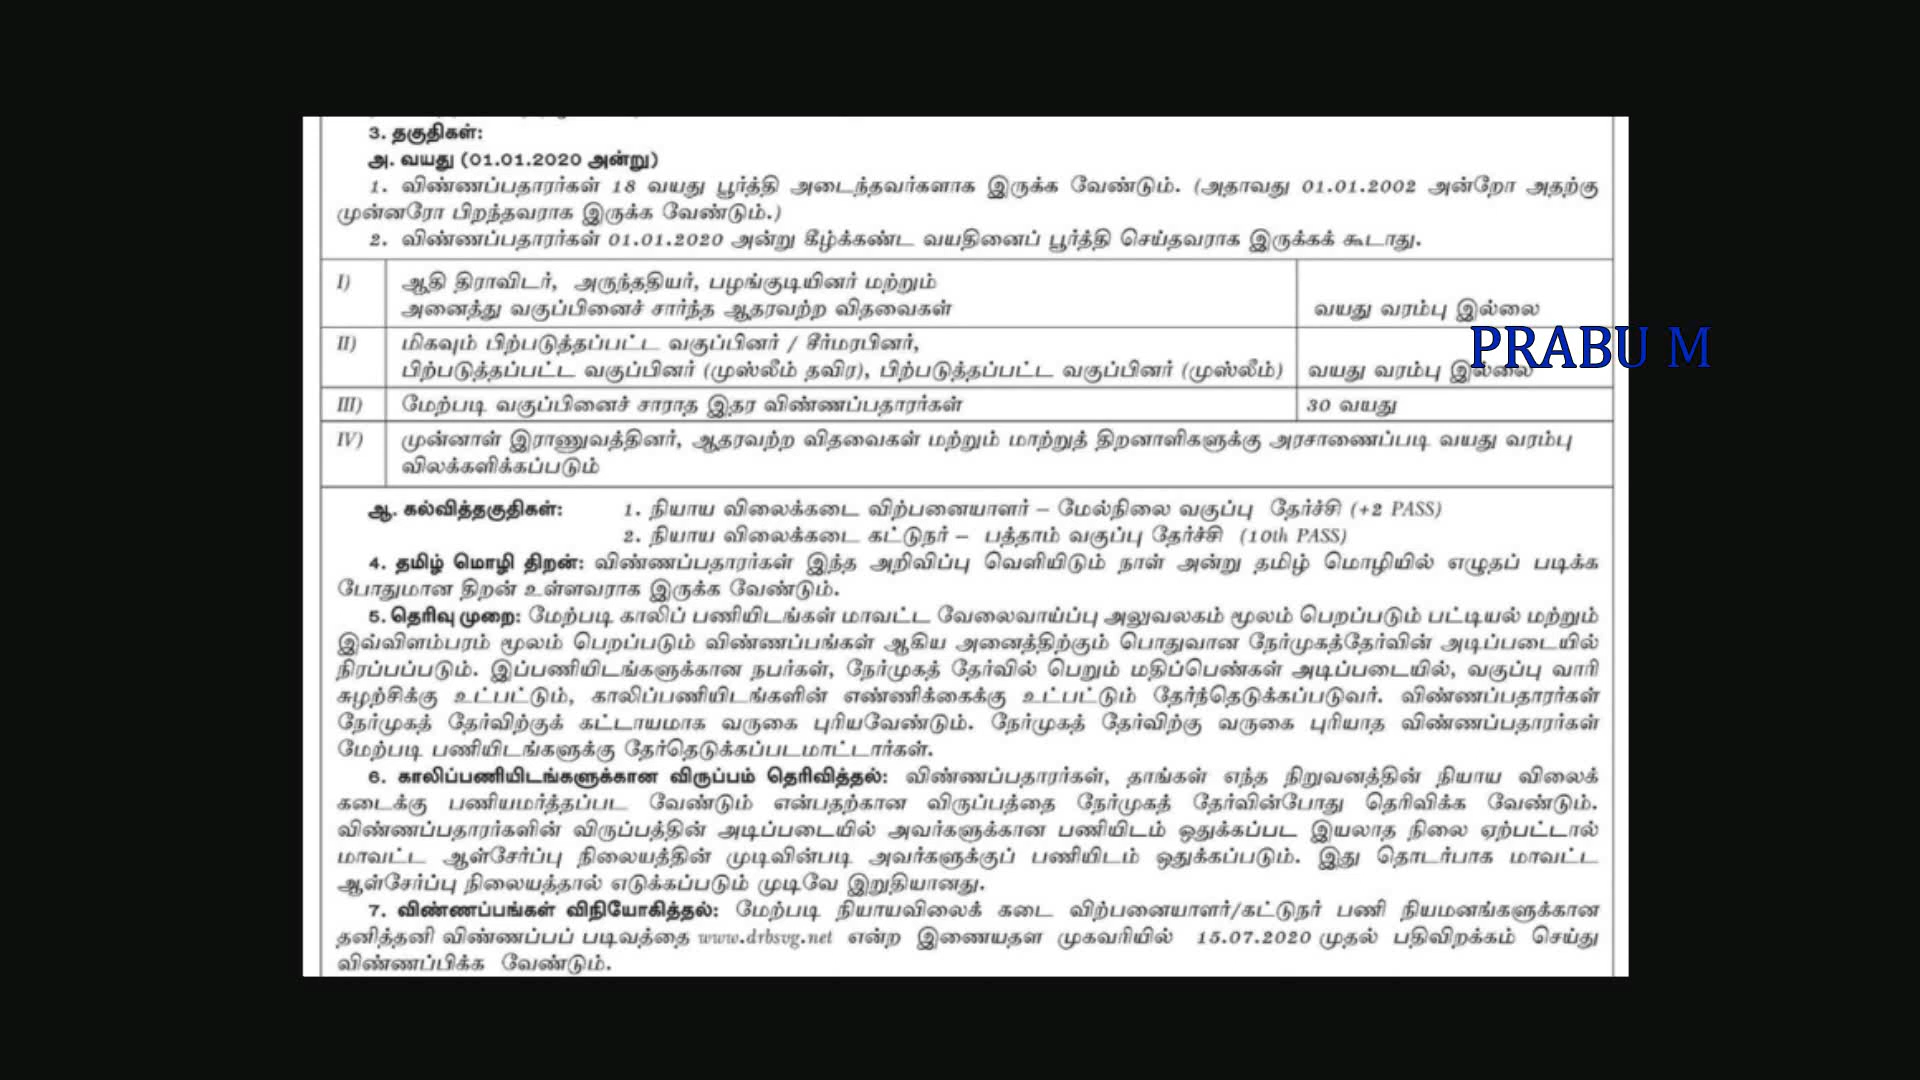 3. தகுதிகள்:
அ. வயது (01.01.2020 அன்று)
1. விண்ணப்பதாரர்கள் 18 வயது பூர்த்தி அடைந்தவர்களாக இருக்க வேண்டும். (அதாவது 01.01.2002 அன்றோ அதற்கு
முன்னரோ பிறந்தவராக இருக்க வேண்டும்.)
2. விண்ணப்பதாரர்கள் 01.01.2020 அன்று கீழ்க்கண்ட வயதினைப் பூர்த்தி செய்தவராக இருக்கக் கூடாது.
I) ஆதி திராவிடர், அருந்ததியர், பழங்குடியினர் மற்றும்
அனைத்து வகுப்பினைச் சார்ந்த ஆதரவற்ற விதவைகள் வயது வரம்பு இல்லை
II) மிகவும் பிற்படுத்தப்பட்ட வகுப்பினர் / சீர்மரபினர்,
PRABU M
பிற்படுத்தப்பட்ட வகுப்பினர் (முஸ்லீம் தவிர), பிற்படுத்தப்பட்ட வகுப்பினர் (முஸ்லீம்) வயது வரம்பு இல்லை
III) மேற்படி வகுப்பினைச் சாராத இதர விண்ணப்பதாரர்கள் 30 வயது
IV) முன்னாள் இராணுவத்தினர், ஆதரவற்ற விதவைகள் மற்றும் மாற்றுத் திறனாளிகளுக்கு அரசாணைப்படி வயது வரம்பு
விலக்களிக்கப்படும்
ஆ. கல்வித்தகுதிகள்: 1. நியாய விலைக்கடை விற்பனையாளர் – மேல்நிலை வகுப்பு தேர்ச்சி (+2 PASS)
2. நியாய விலைக்கடை கட்டுநர் – பத்தாம் வகுப்பு தேர்ச்சி (10th PASS)
4. தமிழ் மொழி திறன்: விண்ணப்பதாரர்கள் இந்த அறிவிப்பு வெளியிடும் நாள் அன்று தமிழ் மொழியில் எழுதப் படிக்க
போதுமான திறன் உள்ளவராக இருக்க வேண்டும்.
5. தெரிவு முறை: மேற்படி காலிப் பணியிடங்கள் மாவட்ட வேலைவாய்ப்பு அலுவலகம் மூலம் பெறப்படும் பட்டியல் மற்றும்
இவ்விளம்பரம் மூலம் பெறப்படும் விண்ணப்பங்கள் ஆகிய அனைத்திற்கும் பொதுவான நேர்முகத்தேர்வின் அடிப்படையில்
நிரப்பப்படும். இப்பணியிடங்களுக்கான நபர்கள், நேர்முகத் தேர்வில் பெறும் மதிப்பெண்கள் அடிப்படையில், வகுப்பு வாரி
சுழற்சிக்கு உட்பட்டும், காலிப்பணியிடங்களின் எண்ணிக்கைக்கு உட்பட்டும் தேர்ந்தெடுக்கப்படுவர். விண்ணப்பதாரர்கள்
நேர்முகத் தேர்விற்குக் கட்டாயமாக வருகை புரியவேண்டும். நேர்முகத் தேர்விற்கு வருகை புரியாத விண்ணப்பதாரர்கள்
மேற்படி பணியிடங்களுக்கு தேர்தெடுக்கப்படமாட்டார்கள்.
6. காலிப்பணியிடங்களுக்கான விருப்பம் தெரிவித்தல்: விண்ணப்பதாரர்கள், தாங்கள் எந்த நிறுவனத்தின் நியாய விலைக்
கடைக்கு பணியமர்த்தப்பட வேண்டும் என்பதற்கான விருப்பத்தை நேர்முகத் தேர்வின்போது தெரிவிக்க வேண்டும்.
விண்ணப்பதாரர்களின் விருப்பத்தின் அடிப்படையில் அவர்களுக்கான பணியிடம் ஒதுக்கப்பட இயலாத நிலை ஏற்பட்டால்
மாவட்ட ஆள்சேர்ப்பு நிலையத்தின் முடிவின்படி அவர்களுக்குப் பணியிடம் ஒதுக்கப்படும். இது தொடர்பாக மாவட்ட
ஆள்சேர்ப்பு நிலையத்தால் எடுக்கப்படும் முடிவே இறுதியானது.
7. விண்ணப்பங்கள் விநியோகித்தல்: மேற்படி நியாயவிலைக் கடை விற்பனையாளர்/கட்டுநர் பணி நியமனங்களுக்கான
தனித்தனி விண்ணப்பப் படிவத்தை www.drbsvg.net என்ற இணையதள முகவரியில் 15.07.2020 முதல் பதிவிறக்கம் செய்து
விண்ணப்பிக்க வேண்டும்.